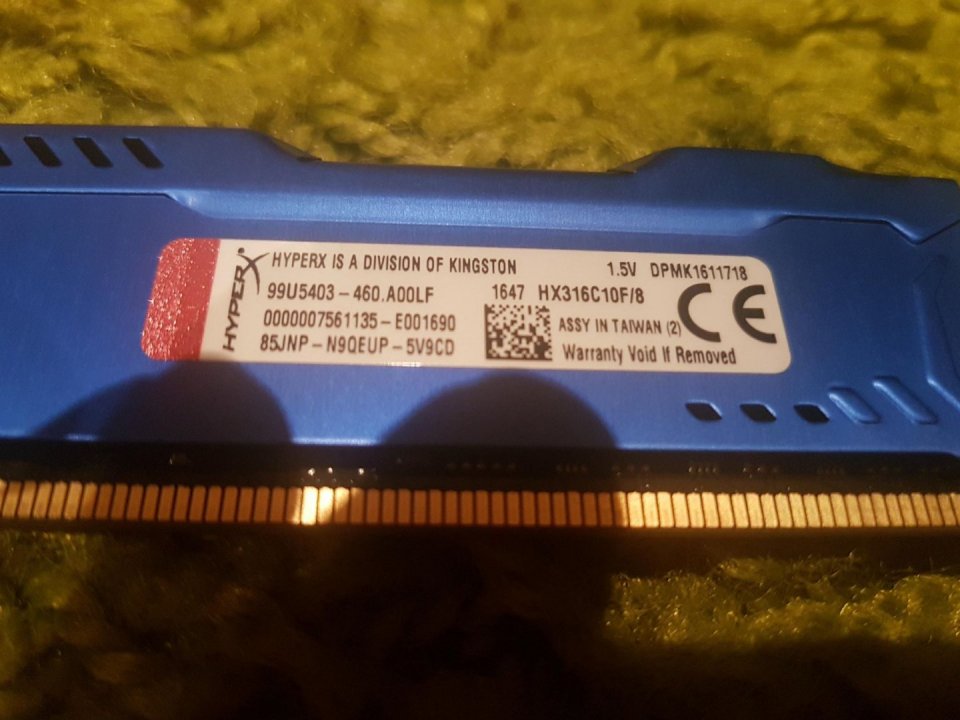 HYPERX
HYPERX IS A DIVISION OF KINGSTON
1.5V DPMK1611718
99U5403-460.A00LF
1647 HX316C10F/8
0000007561135-E001690
ASSY IN TAIWAN (2)
CE
85JNP-N9QEUP-5V9CD
Warranty Void If Removed